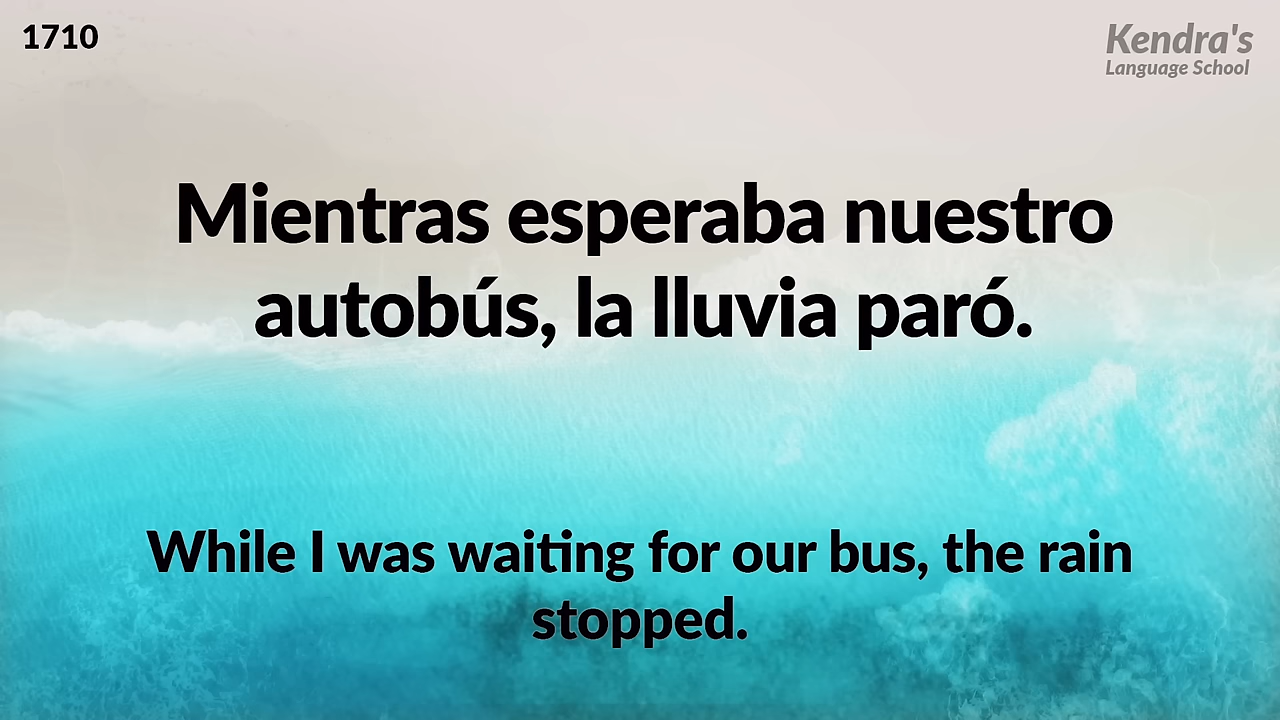 1710
Kendra's
Language School
Mientras esperaba nuestro
autobús, la lluvia paró.
While I was waiting for our bus, the rain
stopped.